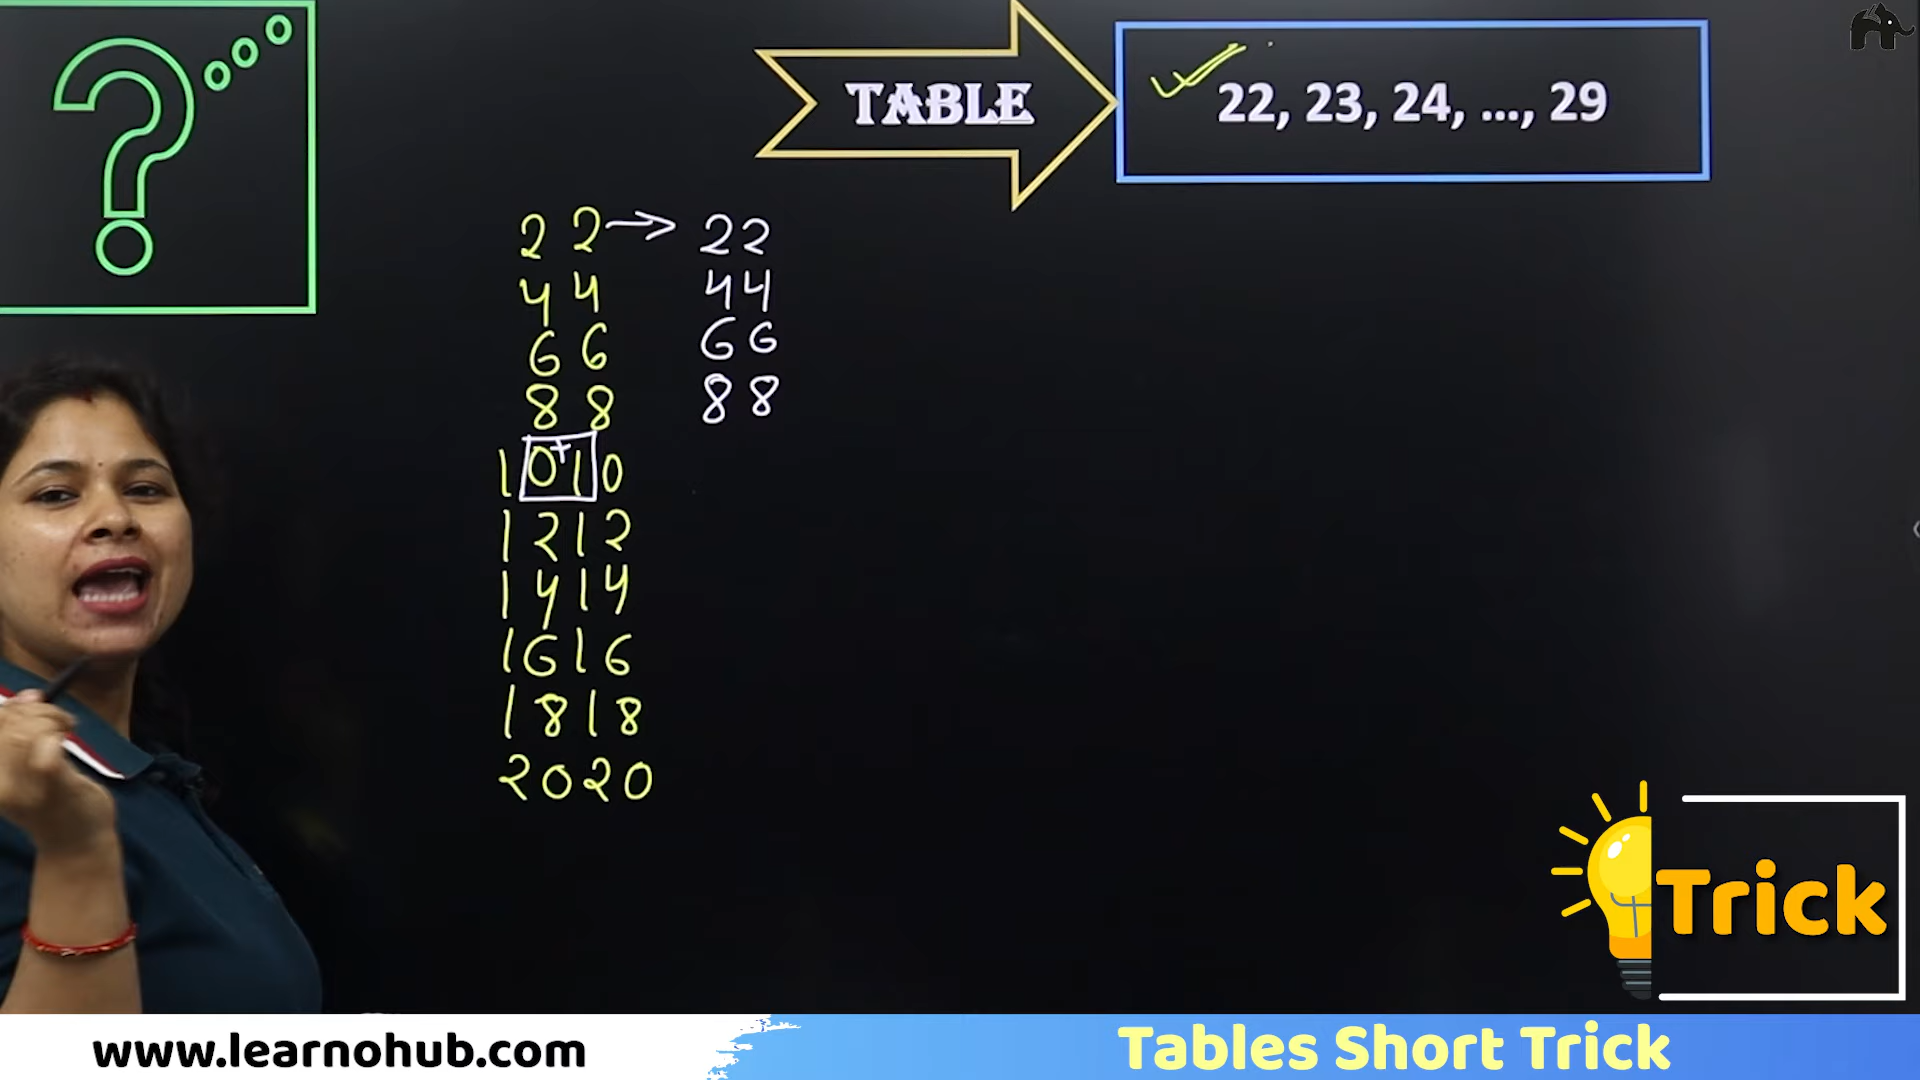 TABLE
22, 23, 24, ..., 29
2 2 → 22
4 4 44
6 6 66
8 8 88
1 0+1 0
1 2 1 2
1 4 1 4
1 6 1 6
1 8 1 8
2 0 2 0
Trick
www.learnohub.com
Tables Short Trick